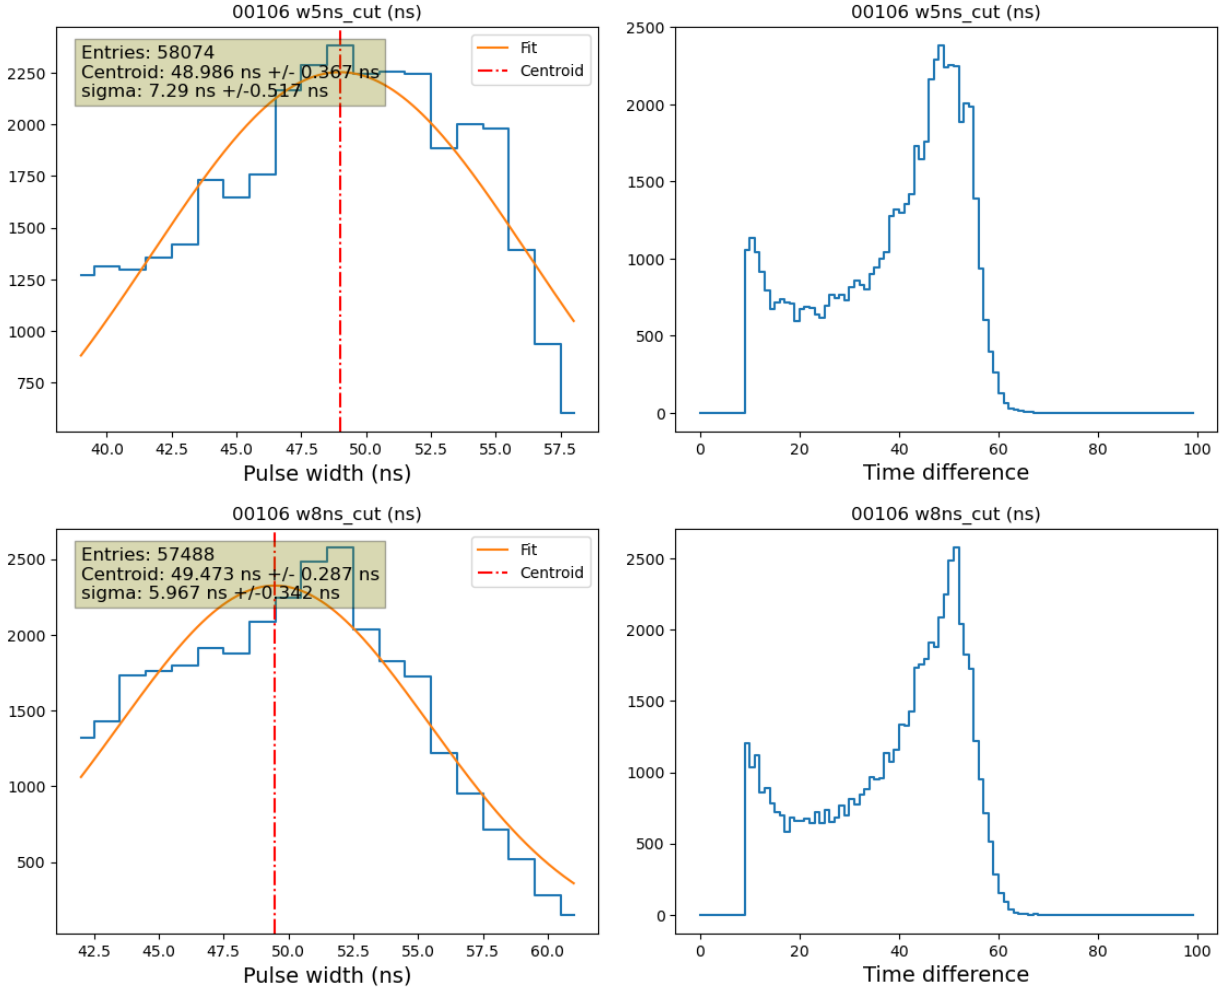 00106 w5ns_cut (ns)
Entries: 58074
Centroid: 48.986 ns +/- 0.367 ns
sigma: 7.29 ns +/-0.517 ns
Fit
Centroid
2250
2000
1750
1500
1250
1000
750
40.0 42.5 45.0 47.5 50.0 52.5 55.0 57.5
Pulse width (ns)
00106 w5ns_cut (ns)
2500
2000
1500
1000
500
0
0 20 40 60 80 100
Time difference
00106 w8ns_cut (ns)
Entries: 57488
Centroid: 49.473 ns +/- 0.287 ns
sigma: 5.967 ns +/-0.342 ns
Fit
Centroid
2500
2000
1500
1000
500
42.5 45.0 47.5 50.0 52.5 55.0 57.5 60.0
Pulse width (ns)
00106 w8ns_cut (ns)
2500
2000
1500
1000
500
0
0 20 40 60 80 100
Time difference